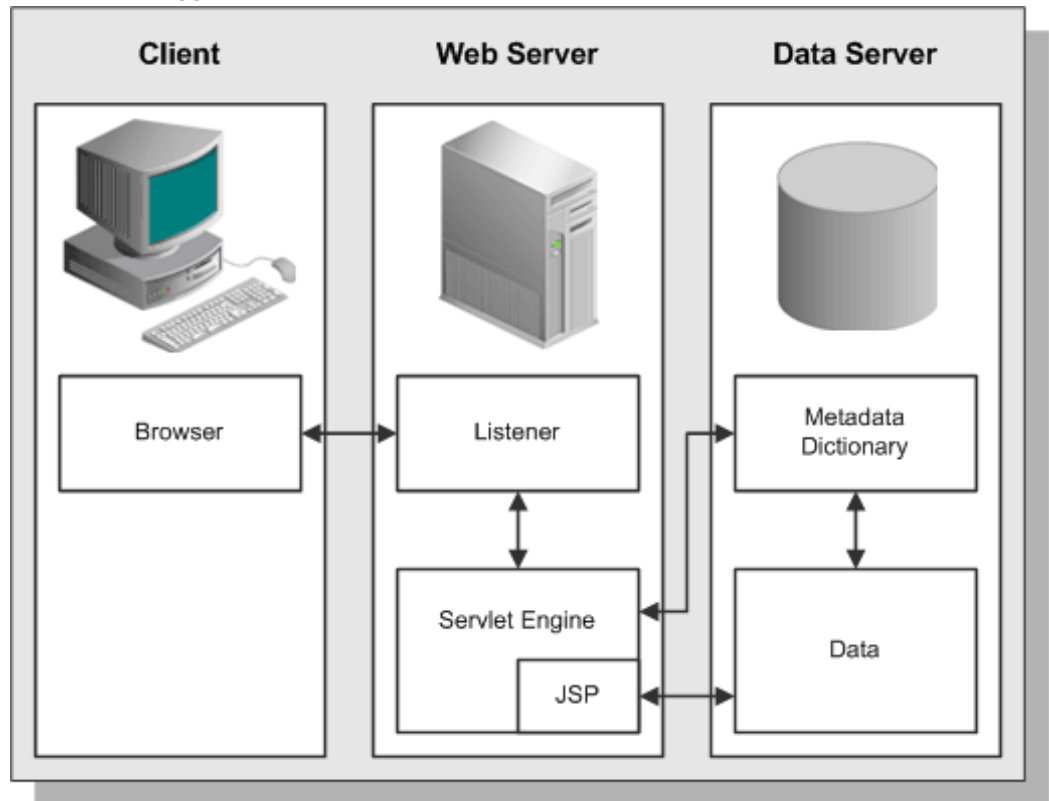 Client
Web Server
Data Server
Browser
Listener
Metadata
Dictionary
Servlet Engine
JSP
Data